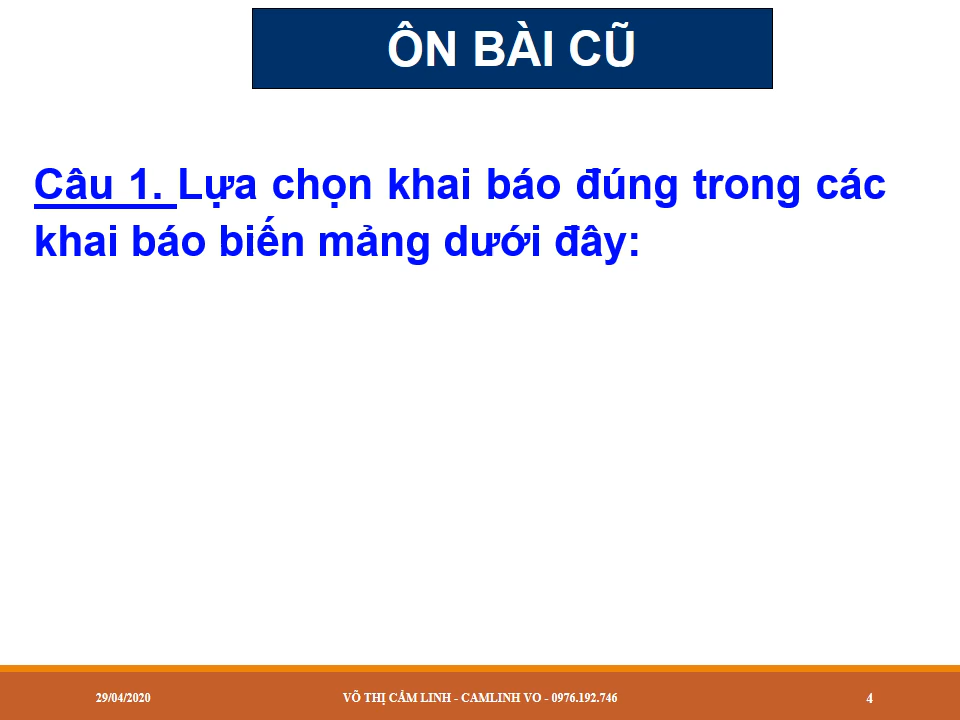 ÔN BÀI CŨ
Câu 1. Lựa chọn khai báo đúng trong các
khai báo biến mảng dưới đây:
29/04/2020
VÕ THỊ CẨM LINH - CAMLINH VO - 0976.192.746
4